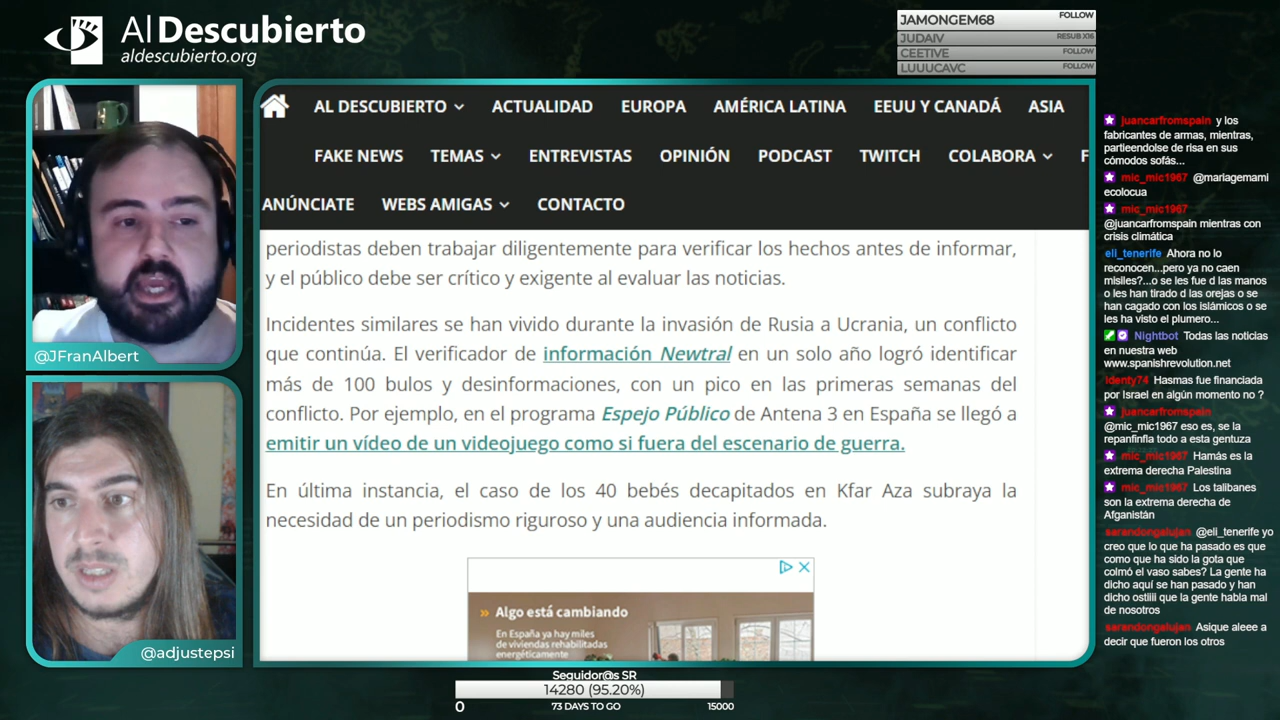 Al Descubierto
aldescubierto.org
JAMONGEM68 FOLLOW
JUDAIV RESUB X16
CEETIVE FOLLOW
LUUUCAVC FOLLOW
AL DESCUBIERTO ACTUALIDAD EUROPA AMÉRICA LATINA EEUU Y CANADÁ ASIA
FAKE NEWS TEMAS ENTREVISTAS OPINIÓN PODCAST TWITCH COLABORA F
ANÚNCIATE WEBS AMIGAS CONTACTO
periodistas deben trabajar diligentemente para verificar los hechos antes de informar,
y el público debe ser crítico y exigente al evaluar las noticias.
Incidentes similares se han vivido durante la invasión de Rusia a Ucrania, un conflicto
que continúa. El verificador de información Newtral en un solo año logró identificar
más de 100 bulos y desinformaciones, con un pico en las primeras semanas del
conflicto. Por ejemplo, en el programa Espejo Público de Antena 3 en España se llegó a
emitir un vídeo de un videojuego como si fuera del escenario de guerra.
En última instancia, el caso de los 40 bebés decapitados en Kfar Aza subraya la
necesidad de un periodismo riguroso y una audiencia informada.
» Algo está cambiando
En España ya hay miles
de viviendas rehabilitadas
energéticamente
@JFranAlbert
@adjustepsi
juancarfromspain y los
fabricantes de armas, mientras,
partieendolse de risa en sus
cómodos sofás...
mic_mic1967 @mariagemami
ecolocua
mic_mic1967
@juancarfromspain mientras con
crisis climática
eli_tenerife Ahora no lo
reconocen...pero ya no caen
misiles?...o se les fue d las manos
o les han tirado d las orejas o se
han cagado con los islámicos o se
les ha visto el plumero...
Nightbot Todas las noticias
en nuestra web
www.spanishrevolution.net
identy74 Hasmas fue financiada
por Israel en algún momento no ?
juancarfromspain
@mic_mic1967 eso es, se la
repanfinfla todo a esta gentuza
mic_mic1967 Hamás es la
extrema derecha Palestina
mic_mic1967 Los talibanes
son la extrema derecha de
Afganistán
sarandongalujan @eli_tenerife yo
creo que lo que ha pasado es que
como que ha sido la gota que
colmó el vaso sabes? La gente ha
dicho aquí se han pasado y han
dicho ostiiii que la gente habla mal
de nosotros
sarandongalujan Asique aleee a
decir que fueron los otros
Seguidor@s SR
14280 (95.20%)
0 73 DAYS TO GO 15000